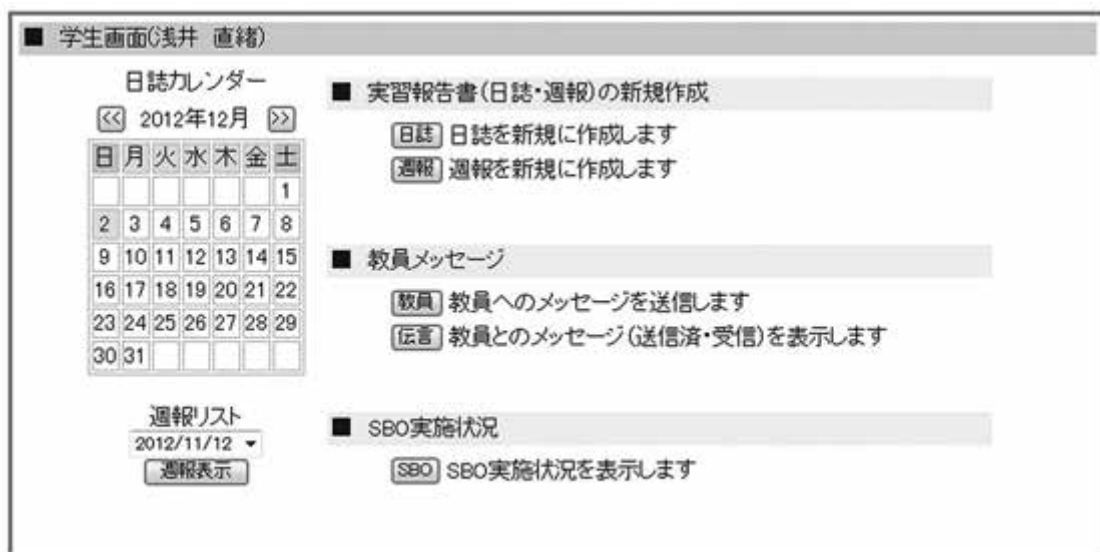 ■ 学生画面(浅井 直緒)
日誌カレンダー
<< 2012年12月 >>
日 月 火 水 木 金 土
1
2 3 4 5 6 7 8
9 10 11 12 13 14 15
16 17 18 19 20 21 22
23 24 25 26 27 28 29
30 31
週報リスト
2012/11/12
週報表示
■ 実習報告書(日誌・週報)の新規作成
日誌 日誌を新規に作成します
週報 週報を新規に作成します
■ 教員メッセージ
教員 教員へのメッセージを送信します
伝言 教員とのメッセージ(送信済・受信)を表示します
■ SBO実施状況
SBO SBO実施状況を表示します